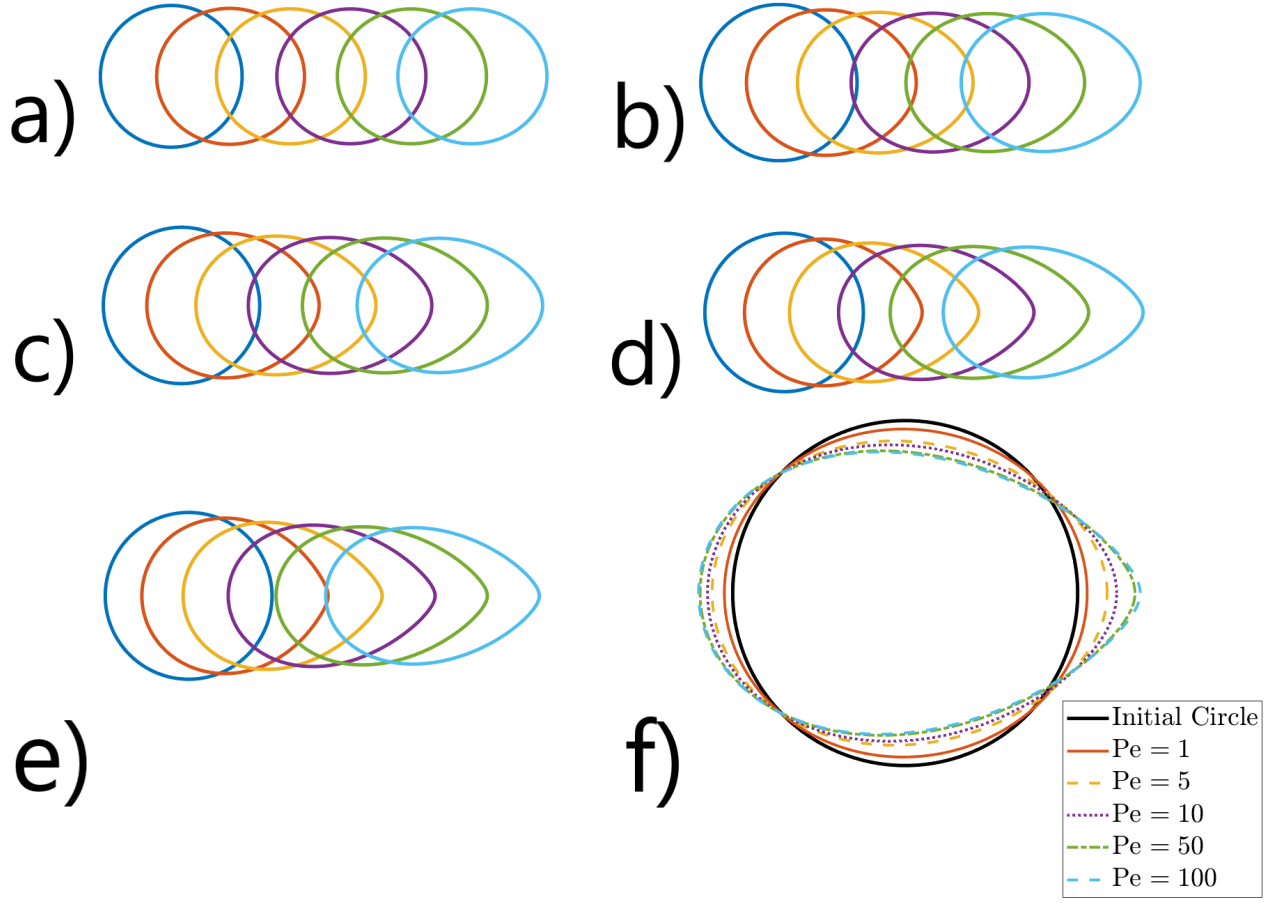 a)
b)
c)
d)
e)
f)
Initial Circle
Pe = 1
Pe = 5
Pe = 10
Pe = 50
Pe = 100